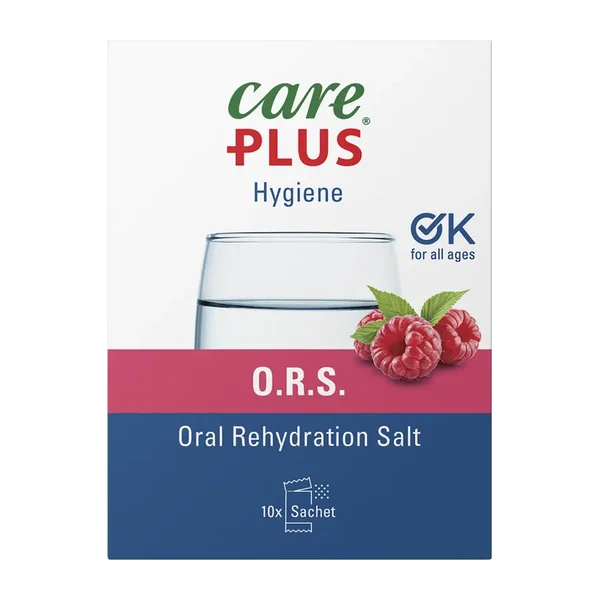 care
PLUS®
Hygiene
OK
for all ages
O.R.S.
Oral Rehydration Salt
10x Sachet